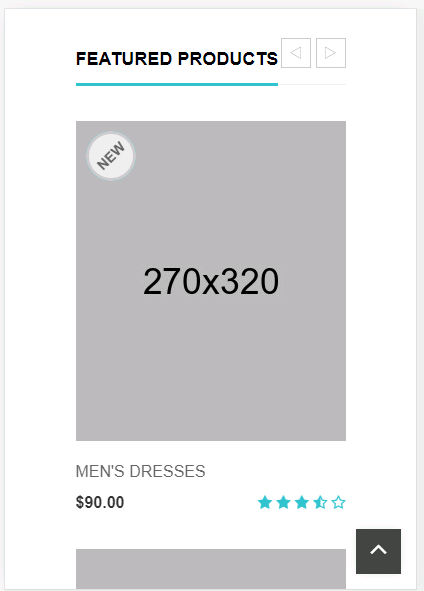 FEATURED PRODUCTS
NEW
270x320
MEN'S DRESSES
$90.00